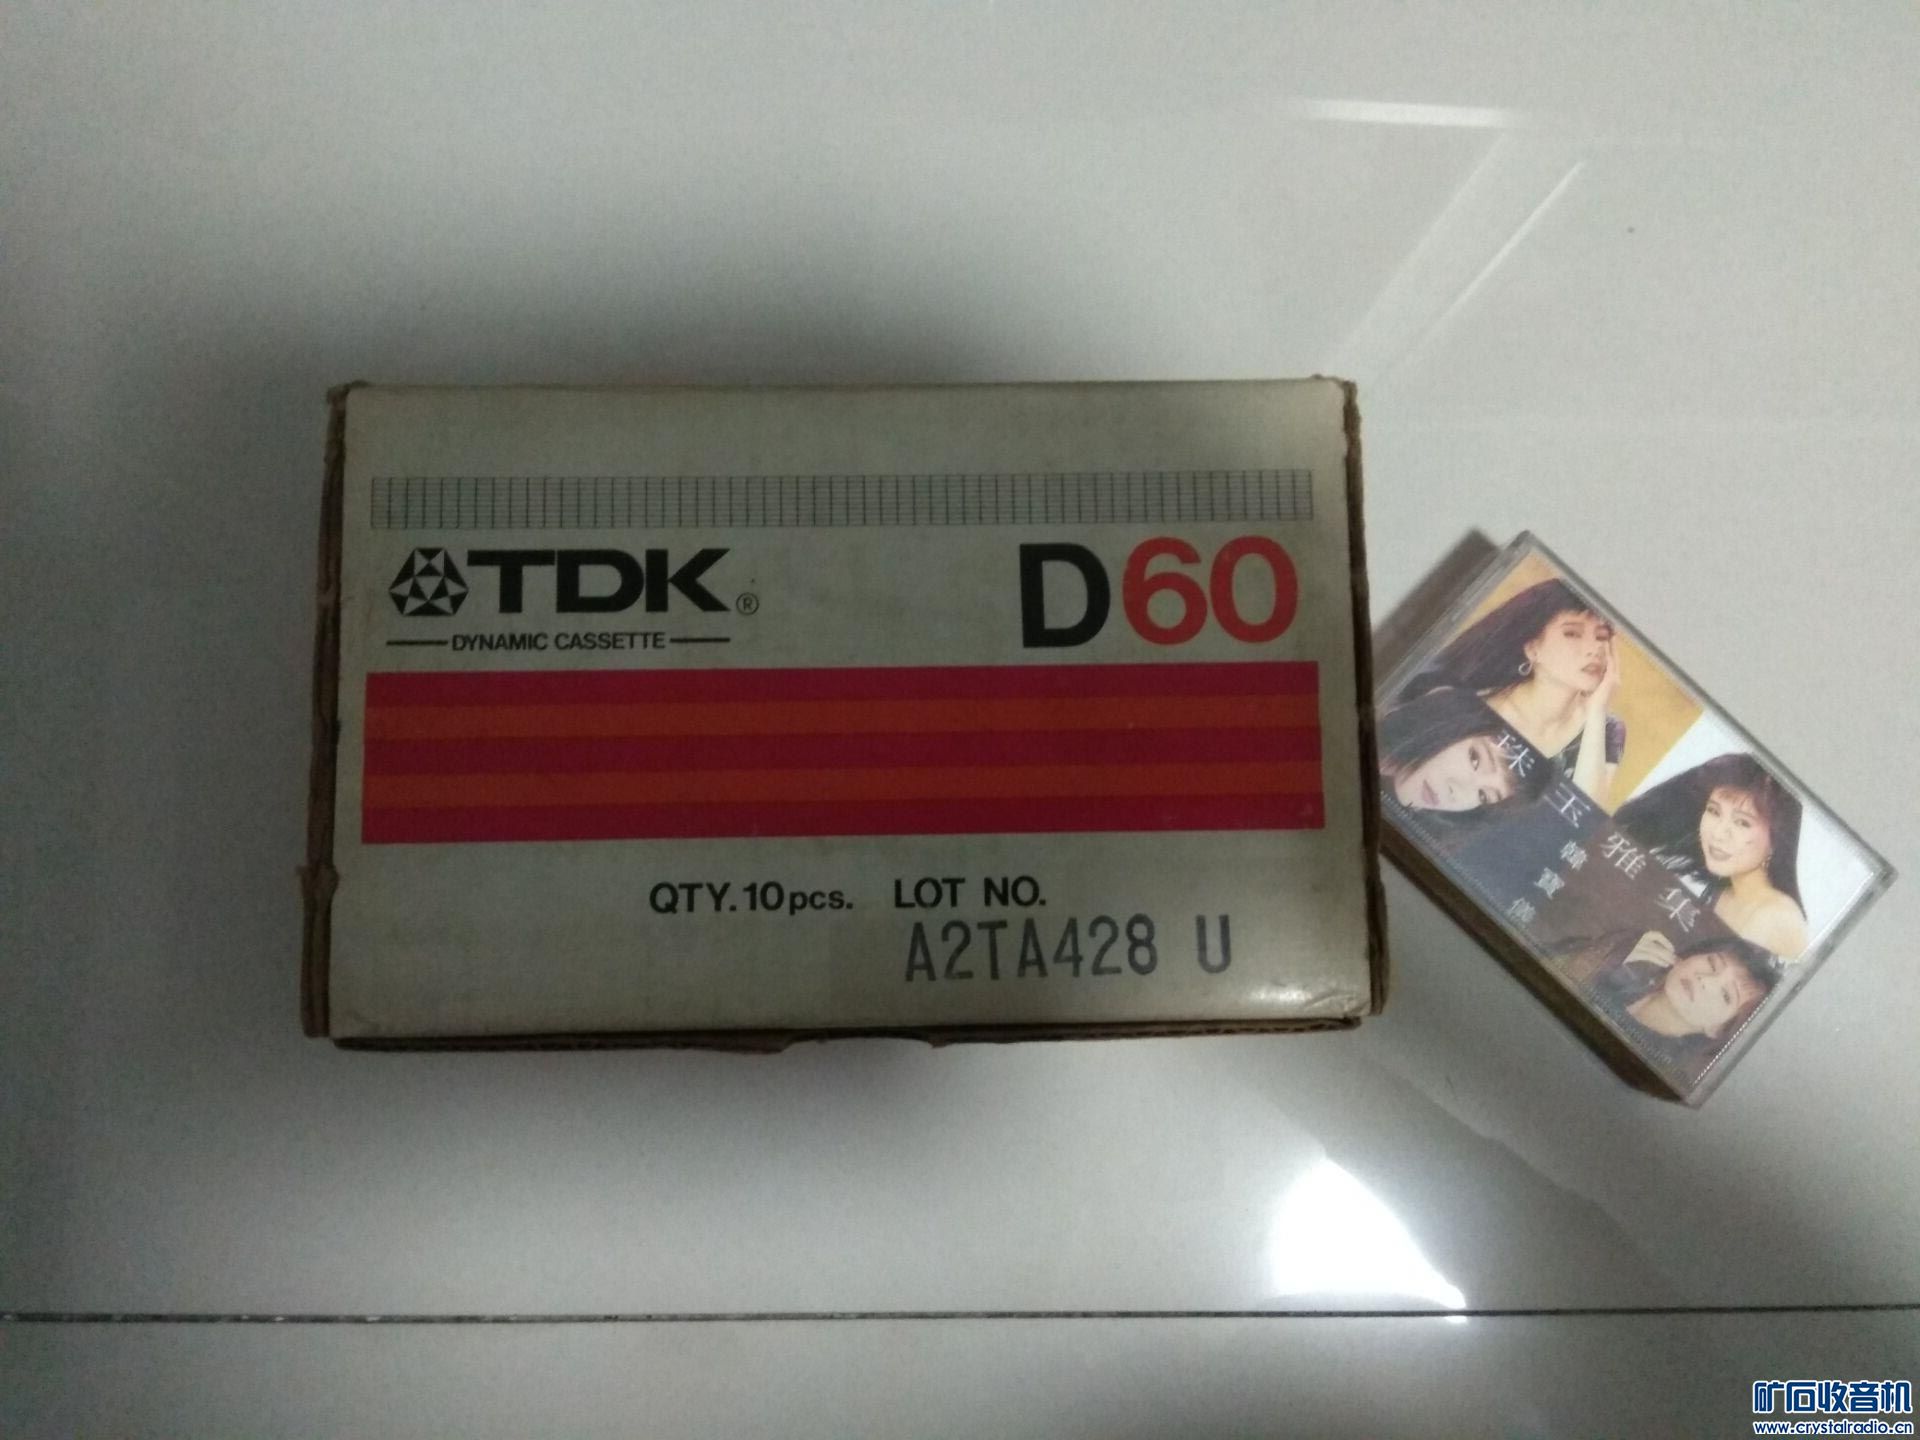 TDK®
DYNAMIC CASSETTE
D60
QTY.10pcs. LOT NO.
A2TA428 U
珠玉雅集
韓寶儀
矿石收音机
www.crystalradio.cn